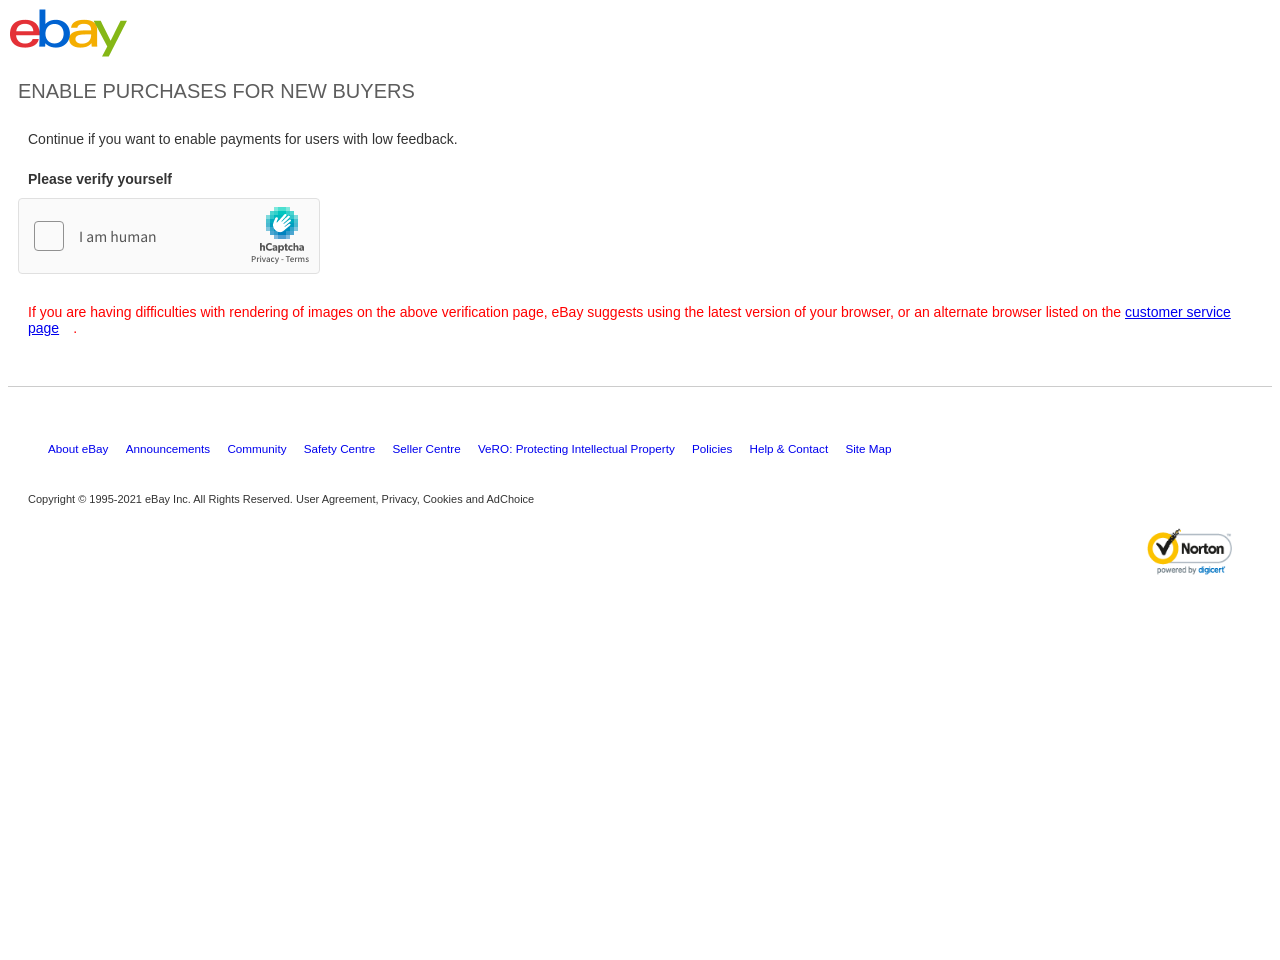 ebay
ENABLE PURCHASES FOR NEW BUYERS
Continue if you want to enable payments for users with low feedback.
Please verify yourself
I am human
hCaptcha
Privacy - Terms
If you are having difficulties with rendering of images on the above verification page, eBay suggests using the latest version of your browser, or an alternate browser listed on the customer service
page .
About eBay Announcements Community Safety Centre Seller Centre VeRO: Protecting Intellectual Property Policies Help & Contact Site Map
Copyright © 1995-2021 eBay Inc. All Rights Reserved. User Agreement, Privacy, Cookies and AdChoice
Norton
powered by digicert